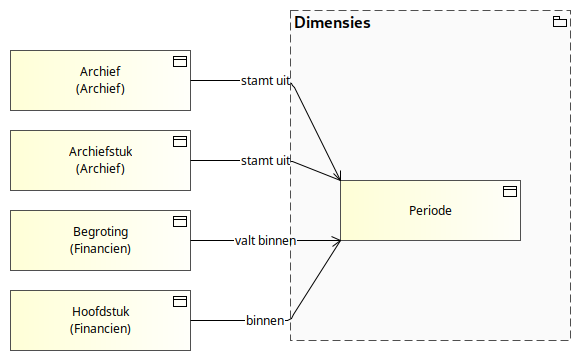 Dimensies
Archief
(Archief)
stamt uit
Archiefstuk
(Archief)
stamt uit
Periode
Begroting
(Financien)
valt binnen
Hoofdstuk
(Financien)
binnen